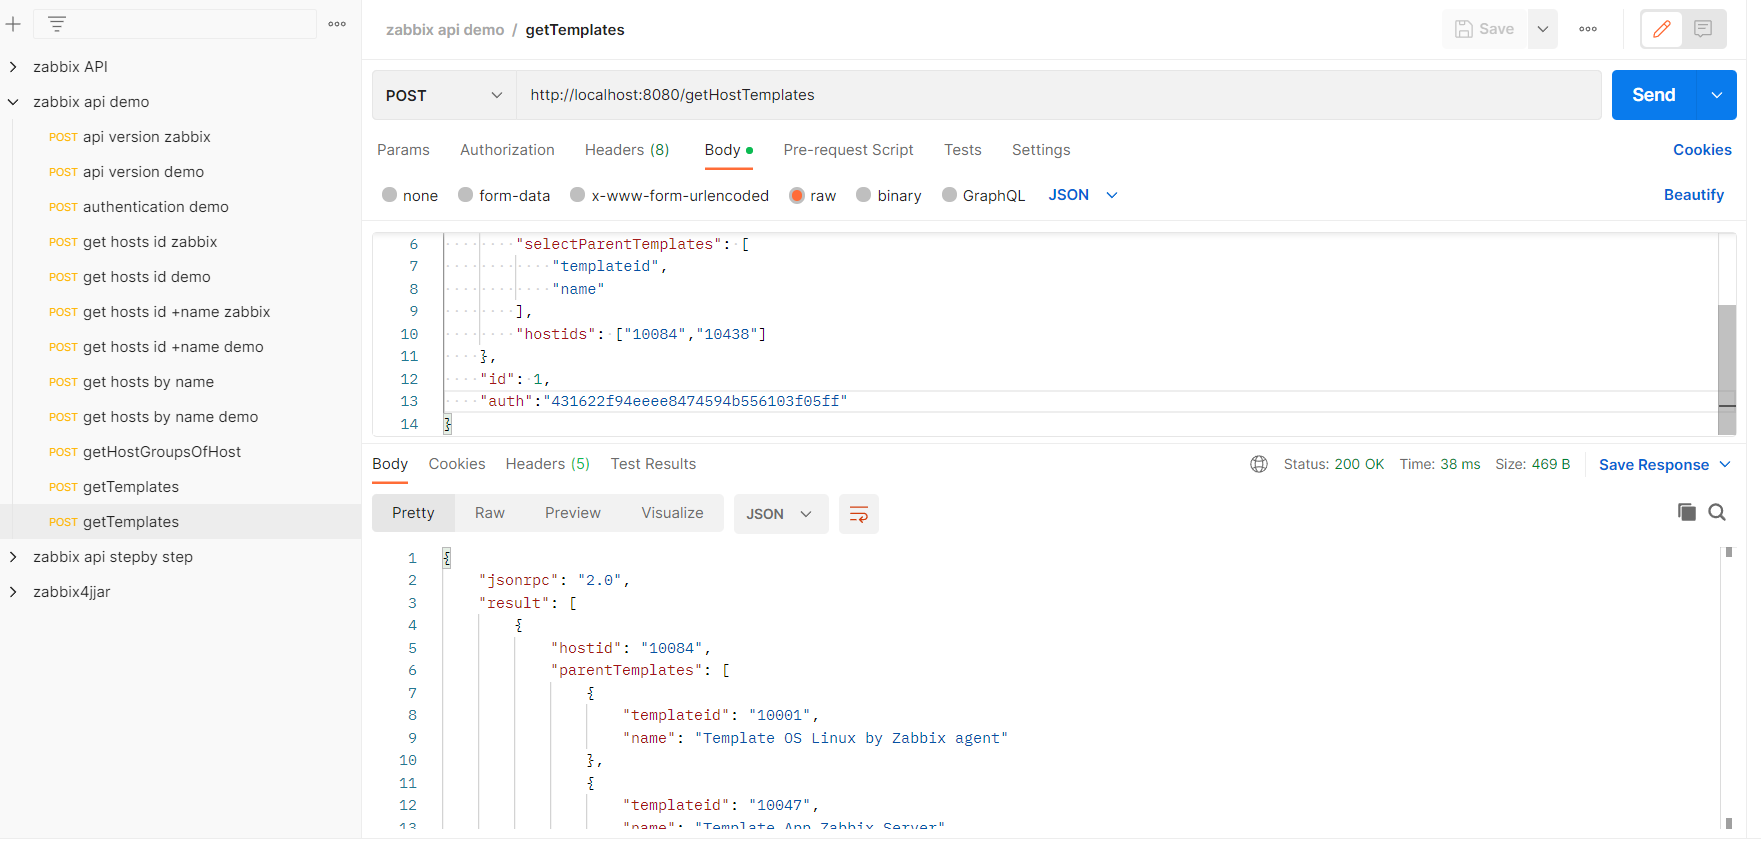 zabbix API
zabbix api demo
POST api version zabbix
POST api version demo
POST authentication demo
POST get hosts id zabbix
POST get hosts id demo
POST get hosts id +name zabbix
POST get hosts id +name demo
POST get hosts by name
POST get hosts by name demo
POST getHostGroupsOfHost
POST getTemplates
POST getTemplates
zabbix api stepby step
zabbix4jjar
zabbix api demo / getTemplates
Save
POST http://localhost:8080/getHostTemplates
Send
Params Authorization Headers (8) Body Pre-request Script Tests Settings Cookies
none form-data x-www-form-urlencoded raw binary GraphQL JSON Beautify
6 "selectParentTemplates": [
7 "templateid",
8 "name"
9 ],
10 "hostids": ["10084","10438"]
11 },
12 "id": 1,
13 "auth":"431622f94eeee8474594b556103f05ff"
14 }
Body Cookies Headers (5) Test Results Status: 200 OK Time: 38 ms Size: 469 B Save Response
Pretty Raw Preview Visualize JSON
1 {
2 "jsonrpc": "2.0",
3 "result": [
4 {
5 "hostid": "10084",
6 "parentTemplates": [
7 {
8 "templateid": "10001",
9 "name": "Template OS Linux by Zabbix agent"
10 },
11 {
12 "templateid": "10047",
13 "name": "Template App Zabbix Server"